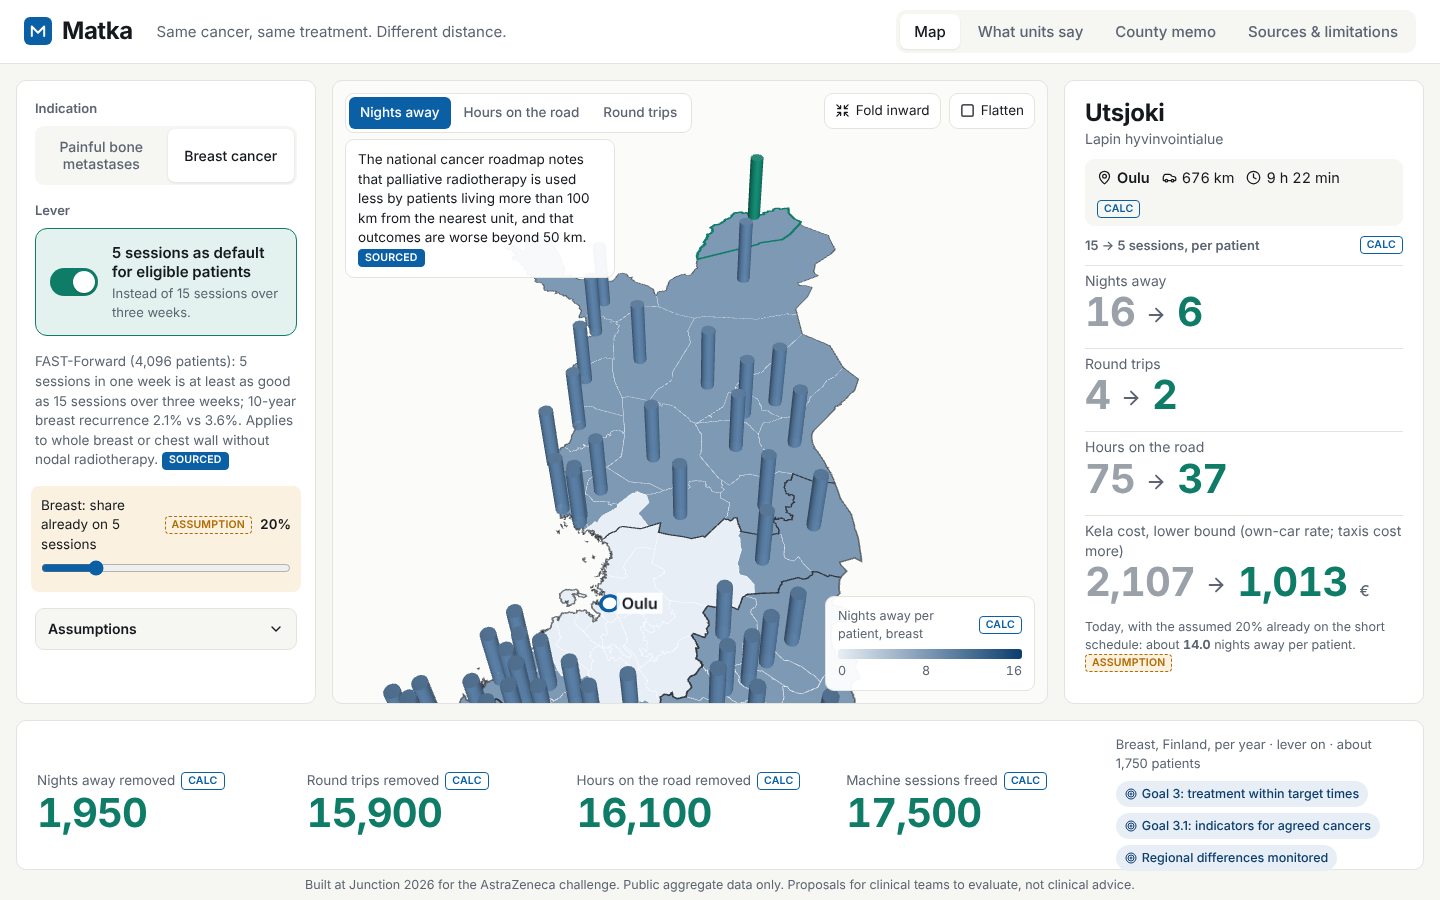 Matka
Same cancer, same treatment. Different distance.
Map
What units say
County memo
Sources & limitations
Indication
Painful bone
metastases
Breast cancer
Lever
5 sessions as default
for eligible patients
Instead of 15 sessions over
three weeks.
FAST-Forward (4,096 patients): 5
sessions in one week is at least as good
as 15 sessions over three weeks; 10-year
breast recurrence 2.1% vs 3.6%. Applies
to whole breast or chest wall without
nodal radiotherapy. SOURCED
Breast: share
already on 5
sessions
ASSUMPTION 20%
Assumptions
Nights away
Hours on the road
Round trips
Fold inward
Flatten
The national cancer roadmap notes
that palliative radiotherapy is used
less by patients living more than 100
km from the nearest unit, and that
outcomes are worse beyond 50 km.
SOURCED
Oulu
Nights away per
patient, breast
CALC
0 8 16
Utsjoki
Lapin hyvinvointialue
Oulu 676 km 9 h 22 min
CALC
15 → 5 sessions, per patient CALC
Nights away
16 → 6
Round trips
4 → 2
Hours on the road
75 → 37
Kela cost, lower bound (own-car rate; taxis cost
more)
2,107 → 1,013 €
Today, with the assumed 20% already on the short
schedule: about 14.0 nights away per patient.
ASSUMPTION
Nights away removed CALC
1,950
Round trips removed CALC
15,900
Hours on the road removed CALC
16,100
Machine sessions freed CALC
17,500
Breast, Finland, per year · lever on · about
1,750 patients
Goal 3: treatment within target times
Goal 3.1: indicators for agreed cancers
Regional differences monitored
Built at Junction 2026 for the AstraZeneca challenge. Public aggregate data only. Proposals for clinical teams to evaluate, not clinical advice.